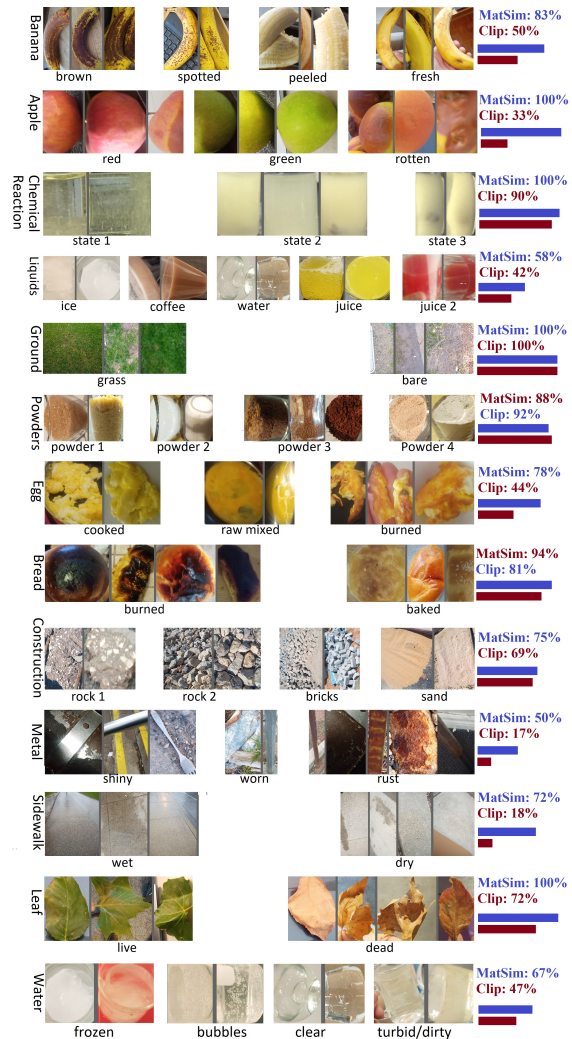 Banana
brown
spotted
peeled
fresh
MatSim: 83%
Clip: 50%
Apple
red
green
rotten
MatSim: 100%
Clip: 33%
Chemical
Reaction
state 1
state 2
state 3
MatSim: 100%
Clip: 90%
Liquids
ice
coffee
water
juice
juice 2
MatSim: 58%
Clip: 42%
Ground
grass
bare
MatSim: 100%
Clip: 100%
Powders
powder 1
powder 2
powder 3
Powder 4
MatSim: 88%
Clip: 92%
Egg
cooked
raw mixed
burned
MatSim: 78%
Clip: 44%
Bread
burned
baked
MatSim: 94%
Clip: 81%
Construction
rock 1
rock 2
bricks
sand
MatSim: 75%
Clip: 69%
Metal
shiny
worn
rust
MatSim: 50%
Clip: 17%
Sidewalk
wet
dry
MatSim: 72%
Clip: 18%
Leaf
live
dead
MatSim: 100%
Clip: 72%
Water
frozen
bubbles
clear
turbid/dirty
MatSim: 67%
Clip: 47%